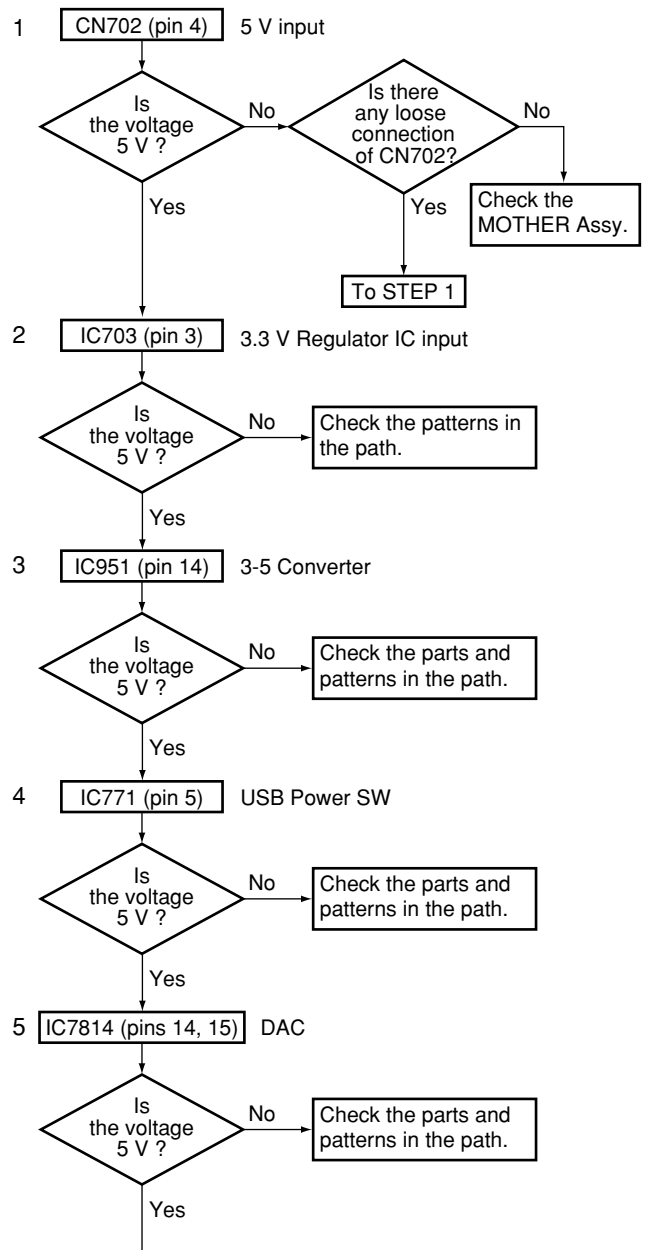 1 CN702 (pin 4) 5 V input
Is
the voltage
5 V ?
No
Is there
any loose
connection
of CN702?
No
Check the
MOTHER Assy.
Yes
Yes
To STEP 1
2 IC703 (pin 3) 3.3 V Regulator IC input
Is
the voltage
5 V ?
No
Check the patterns in
the path.
Yes
3 IC951 (pin 14) 3-5 Converter
Is
the voltage
5 V ?
No
Check the parts and
patterns in the path.
Yes
4 IC771 (pin 5) USB Power SW
Is
the voltage
5 V ?
No
Check the parts and
patterns in the path.
Yes
5 IC7814 (pins 14, 15) DAC
Is
the voltage
5 V ?
No
Check the parts and
patterns in the path.
Yes